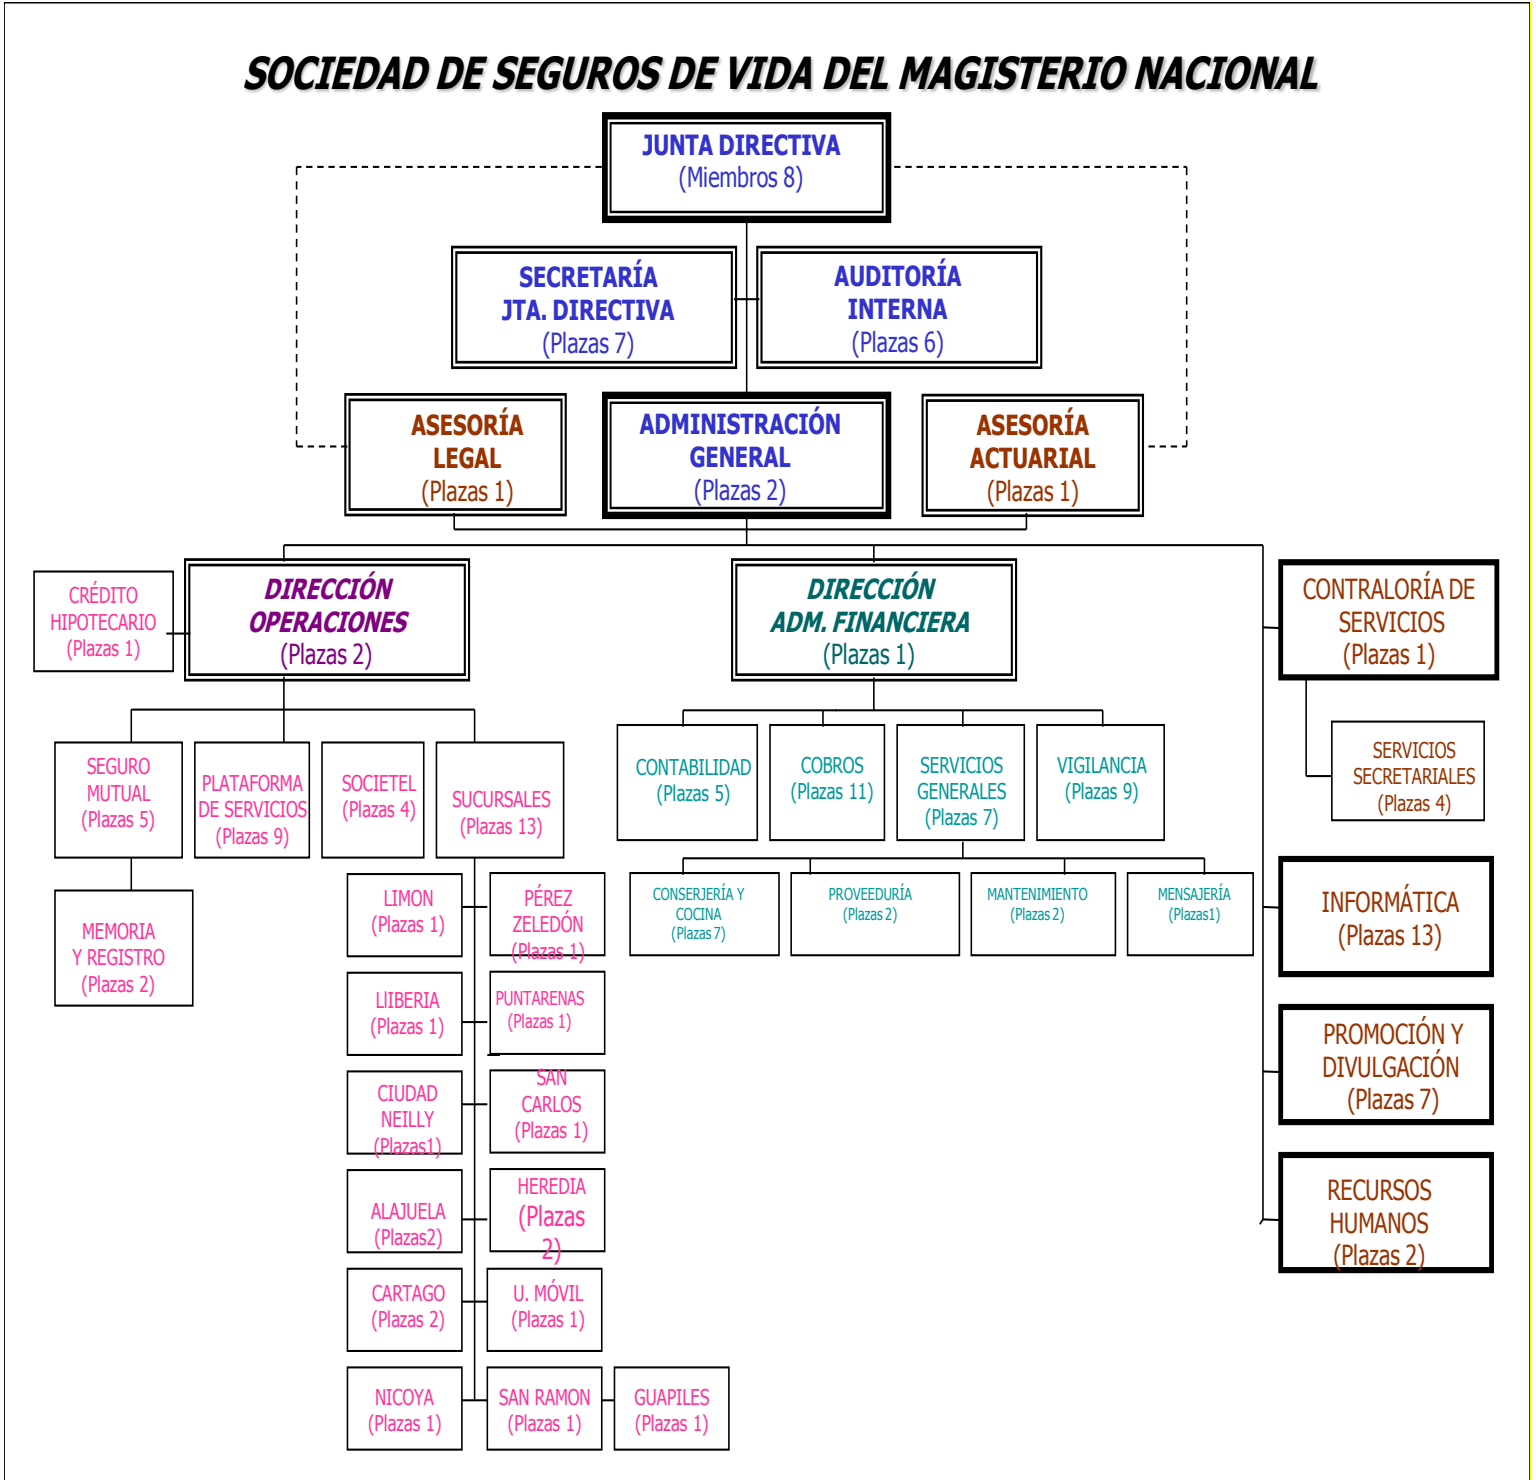 SOCIEDAD DE SEGUROS DE VIDA DEL MAGISTERIO NACIONAL
JUNTA DIRECTIVA
(Miembros 8)
SECRETARÍA
JTA. DIRECTIVA
(Plazas 7)
AUDITORÍA
INTERNA
(Plazas 6)
ASESORÍA
LEGAL
(Plazas 1)
ADMINISTRACIÓN
GENERAL
(Plazas 2)
ASESORÍA
ACTUARIAL
(Plazas 1)
CRÉDITO
HIPOTECARIO
(Plazas 1)
DIRECCIÓN
OPERACIONES
(Plazas 2)
DIRECCIÓN
ADM. FINANCIERA
(Plazas 1)
CONTRALORÍA DE
SERVICIOS
(Plazas 1)
SEGURO
MUTUAL
(Plazas 5)
PLATAFORMA
DE SERVICIOS
(Plazas 9)
SOCIETEL
(Plazas 4)
SUCURSALES
(Plazas 13)
CONTABILIDAD
(Plazas 5)
COBROS
(Plazas 11)
SERVICIOS
GENERALES
(Plazas 7)
VIGILANCIA
(Plazas 9)
SERVICIOS
SECRETARIALES
(Plazas 4)
MEMORIA
Y REGISTRO
(Plazas 2)
LIMON
(Plazas 1)
PÉREZ
ZELEDÓN
(Plazas 1)
CONSERJERÍA Y
COCINA
(Plazas 7)
PROVEEDURÍA
(Plazas 2)
MANTENIMIENTO
(Plazas 2)
MENSAJERÍA
(Plazas1)
INFORMÁTICA
(Plazas 13)
LlIBERIA
(Plazas 1)
PUNTARENAS
(Plazas 1)
PROMOCIÓN Y
DIVULGACIÓN
(Plazas 7)
CIUDAD
NEILLY
(Plazas1)
SAN
CARLOS
(Plazas 1)
ALAJUELA
(Plazas2)
HEREDIA
(Plazas
2)
RECURSOS
HUMANOS
(Plazas 2)
CARTAGO
(Plazas 2)
U. MÓVIL
(Plazas 1)
NICOYA
(Plazas 1)
SAN RAMON
(Plazas 1)
GUAPILES
(Plazas 1)